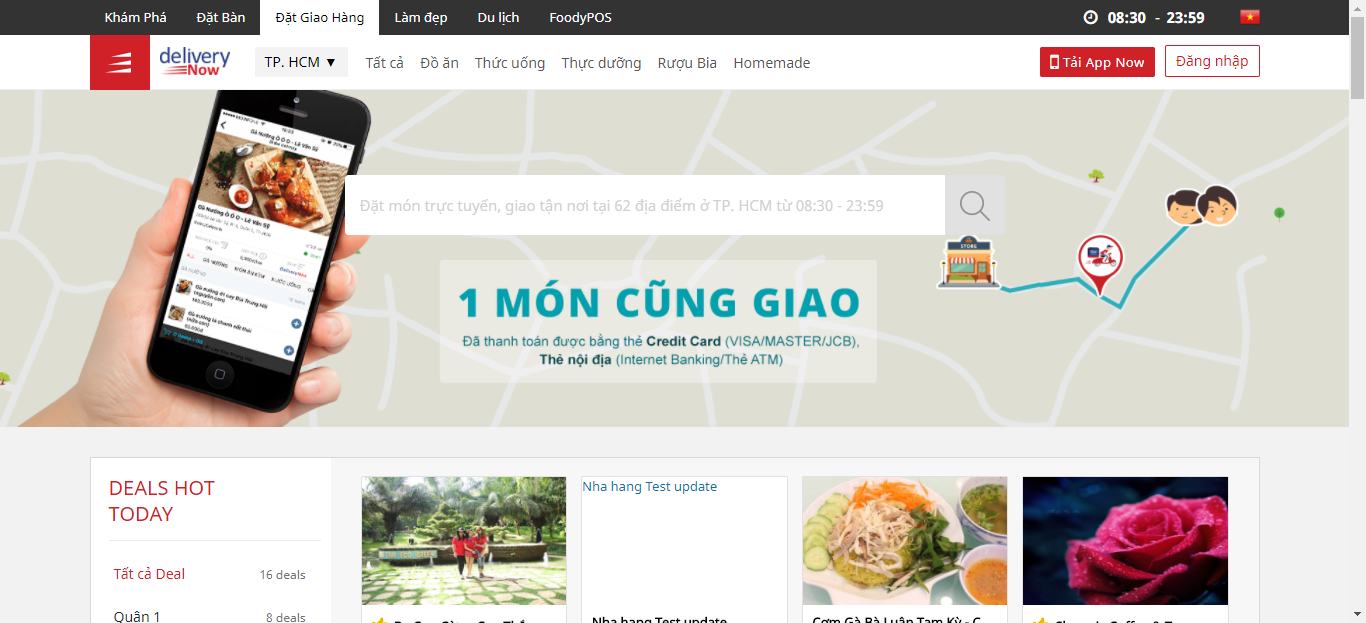 Khám Phá
Đặt Bàn
Đặt Giao Hàng
Làm đẹp
Du lịch
FoodyPOS
08:30 - 23:59
delivery
Now
TP. HCM ▼
Tất cả
Đồ ăn
Thức uống
Thực dưỡng
Rượu Bia
Homemade
Tải App Now
Đăng nhập
Gà Nướng Ò Ó O - Lê Văn Sỹ
Đặt món trực tuyến, giao tận nơi tại 62 địa điểm ở TP. HCM từ 08:30 - 23:59
STORE
1 MÓN CŨNG GIAO
Đã thanh toán được bằng thẻ Credit Card (VISA/MASTER/JCB),
Thẻ nội địa (Internet Banking/Thẻ ATM)
DEALS HOT
TODAY
Tất cả Deal
16 deals
Quận 1
8 deals
Nha hang Test update
Nha hang Test update
Cơm Gà Bà Luận Tam Kỳ - C